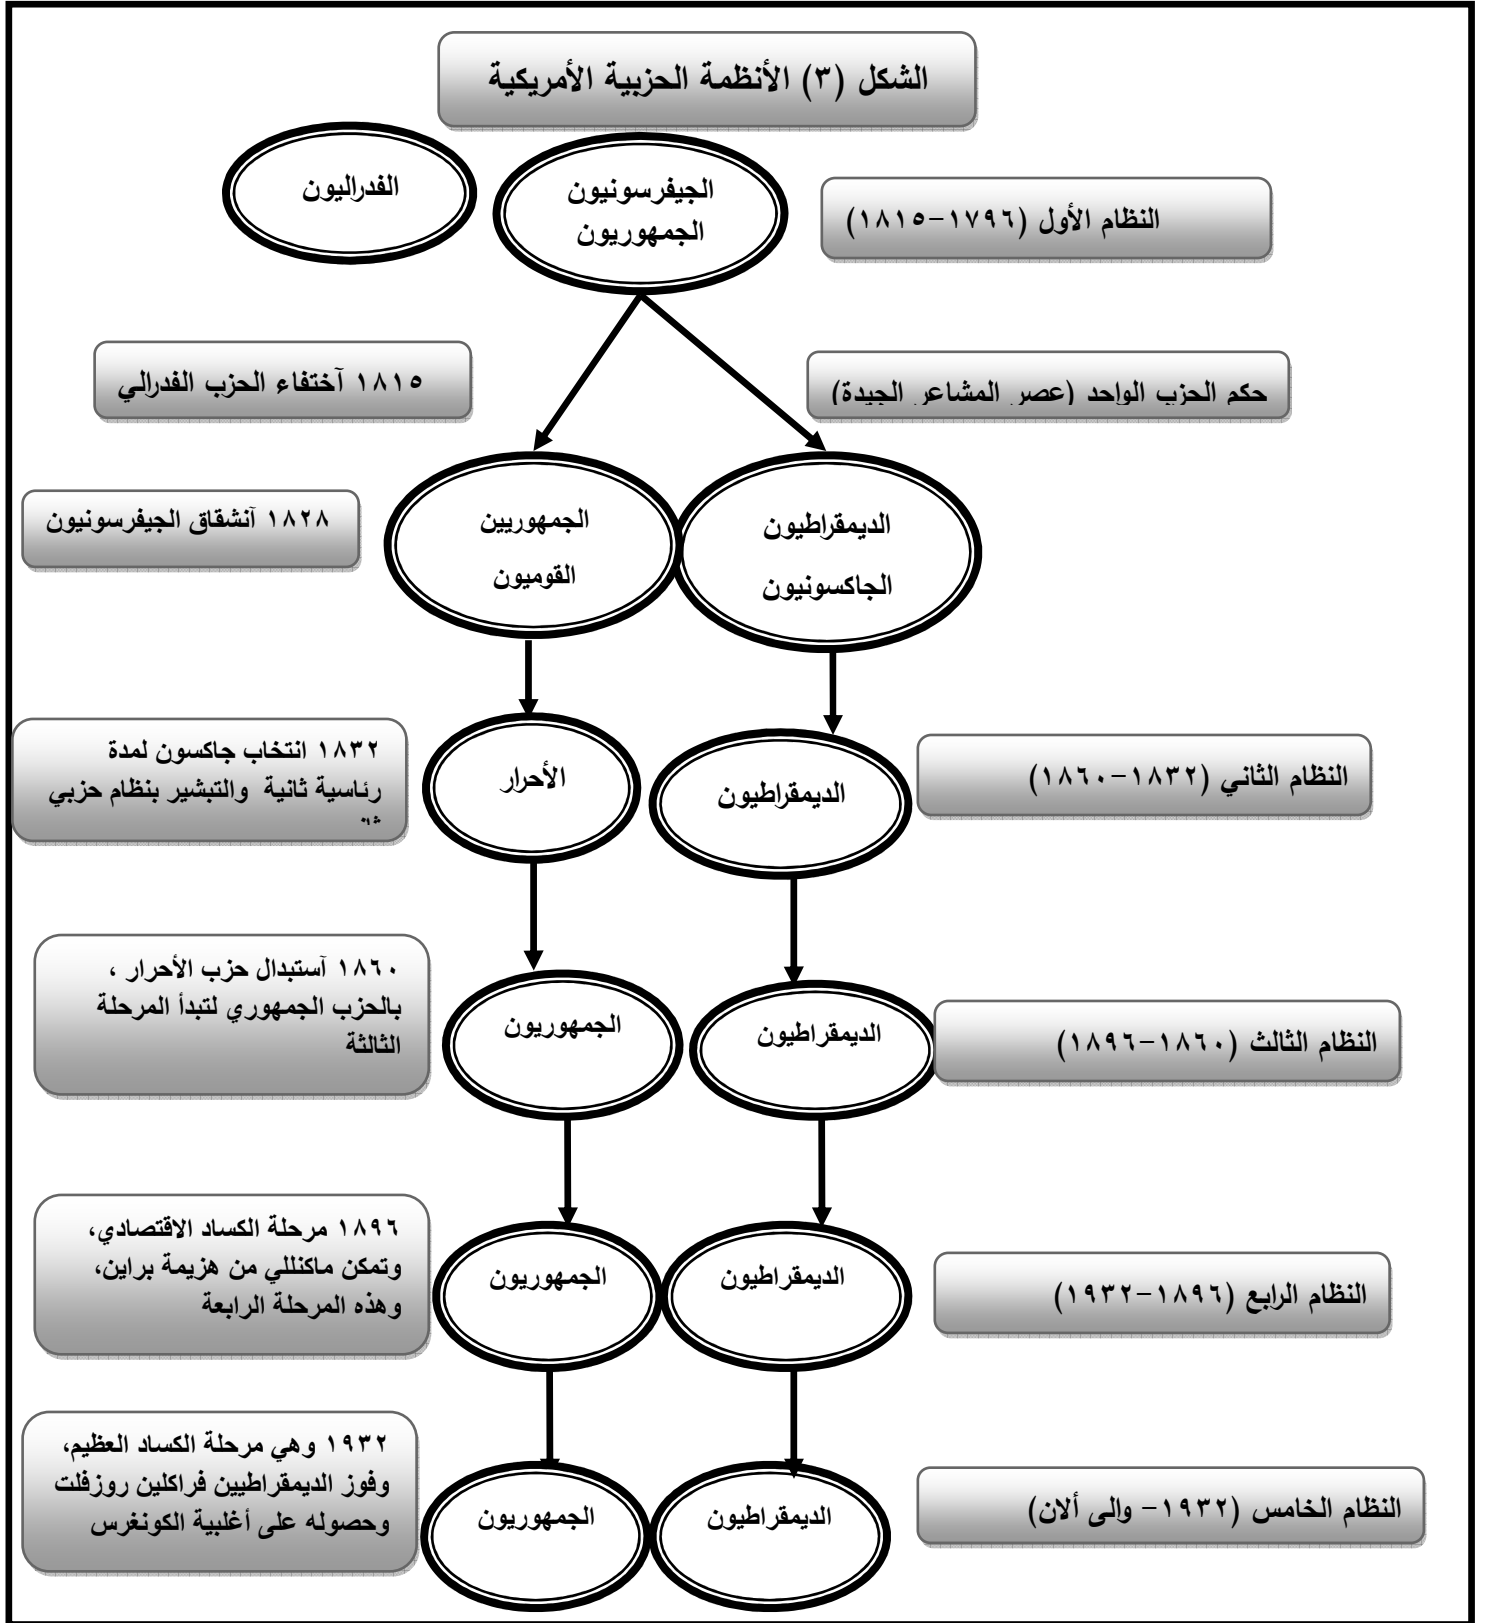 الشكل (٣) الأنظمة الحزبية الأمريكية
النظام الأول (١٧٩٦-١٨١٥)
الجيفرسونيون
الجمهوريون
الفدراليون
حكم الحزب الواحد (عصر المشاعر الجيدة)
١٨١٥ آختفاء الحزب الفدرالي
الديمقراطيون
الجاكسونيون
الجمهوريين
القوميون
١٨٢٨ آنشقاق الجيفرسونيون
النظام الثاني (١٨٣٢-١٨٦٠)
الديمقراطيون
الأحرار
١٨٣٢ انتخاب جاكسون لمدة
رئاسية ثانية والتبشير بنظام حزبي
النظام الثالث (١٨٦٠-١٨٩٦)
الديمقراطيون
الجمهوريون
١٨٦٠ آستبدال حزب الأحرار ،
بالحزب الجمهوري لتبدأ المرحلة
الثالثة
النظام الرابع (١٨٩٦-١٩٣٢)
الديمقراطيون
الجمهوريون
١٨٩٦ مرحلة الكساد الاقتصادي،
وتمكن ماكنللي من هزيمة براين،
وهذه المرحلة الرابعة
النظام الخامس (١٩٣٢- والى ألان)
الديمقراطيون
الجمهوريون
١٩٣٢ وهي مرحلة الكساد العظيم،
وفوز الديمقراطيين فراكلين روزفلت
وحصوله على أغلبية الكونغرس